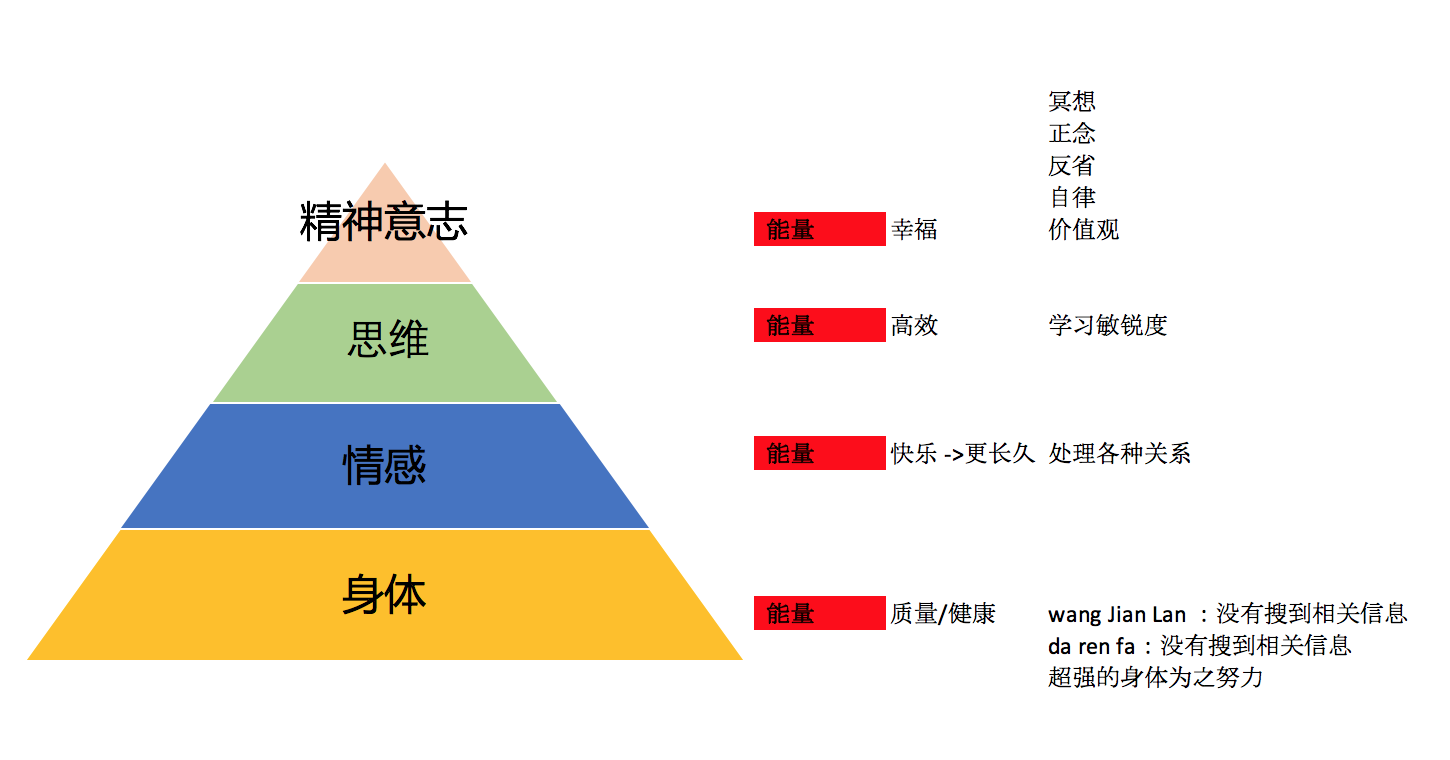 冥想
正念
反省
自律
精神意志
能量 幸福 价值观
能量 高效 学习敏锐度
思维
能量 快乐 ->更长久 处理各种关系
情感
身体
能量 质量/健康 wang Jian Lan ：没有搜到相关信息
da ren fa：没有搜到相关信息
超强的身体为之努力